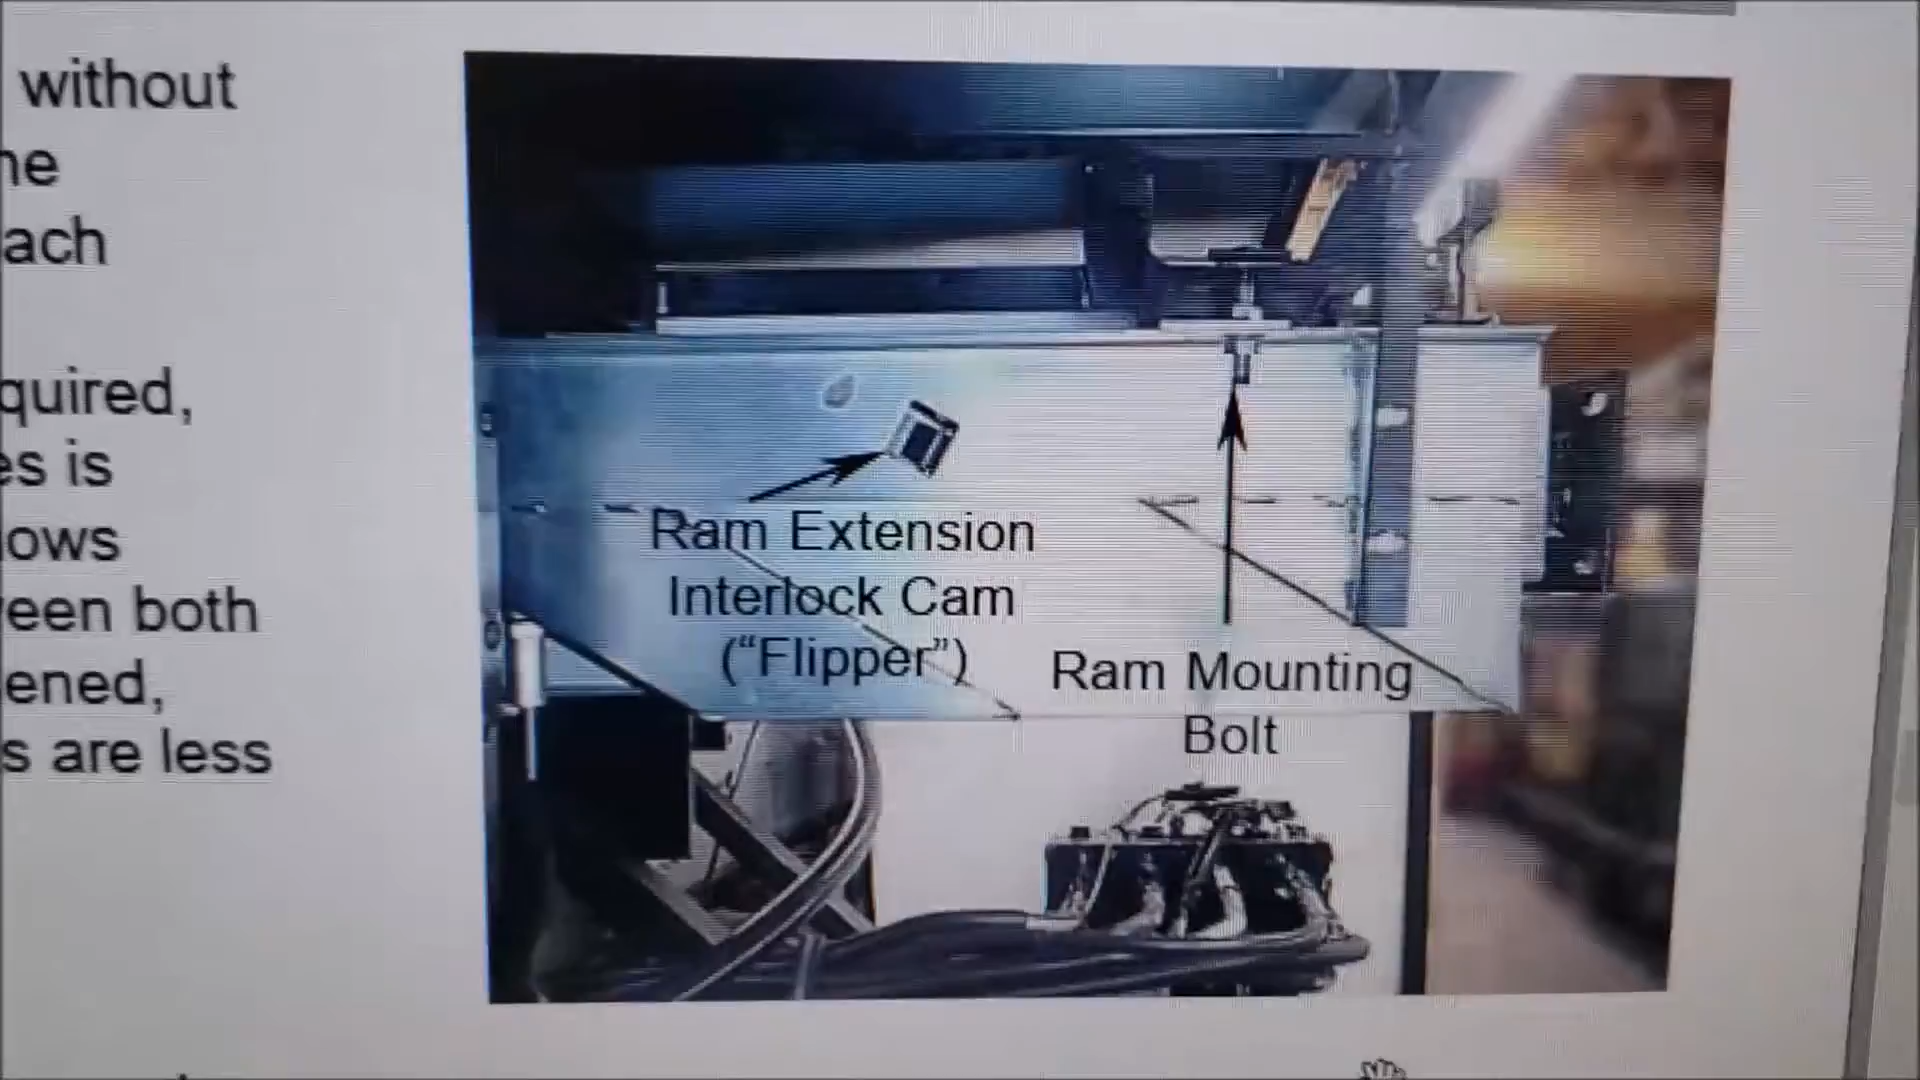 without
ach
quired,
es is
ows
een both
ened,
s are less
Ram Extension
Interlock Cam
(“Flipper”)
Ram Mounting
Bolt